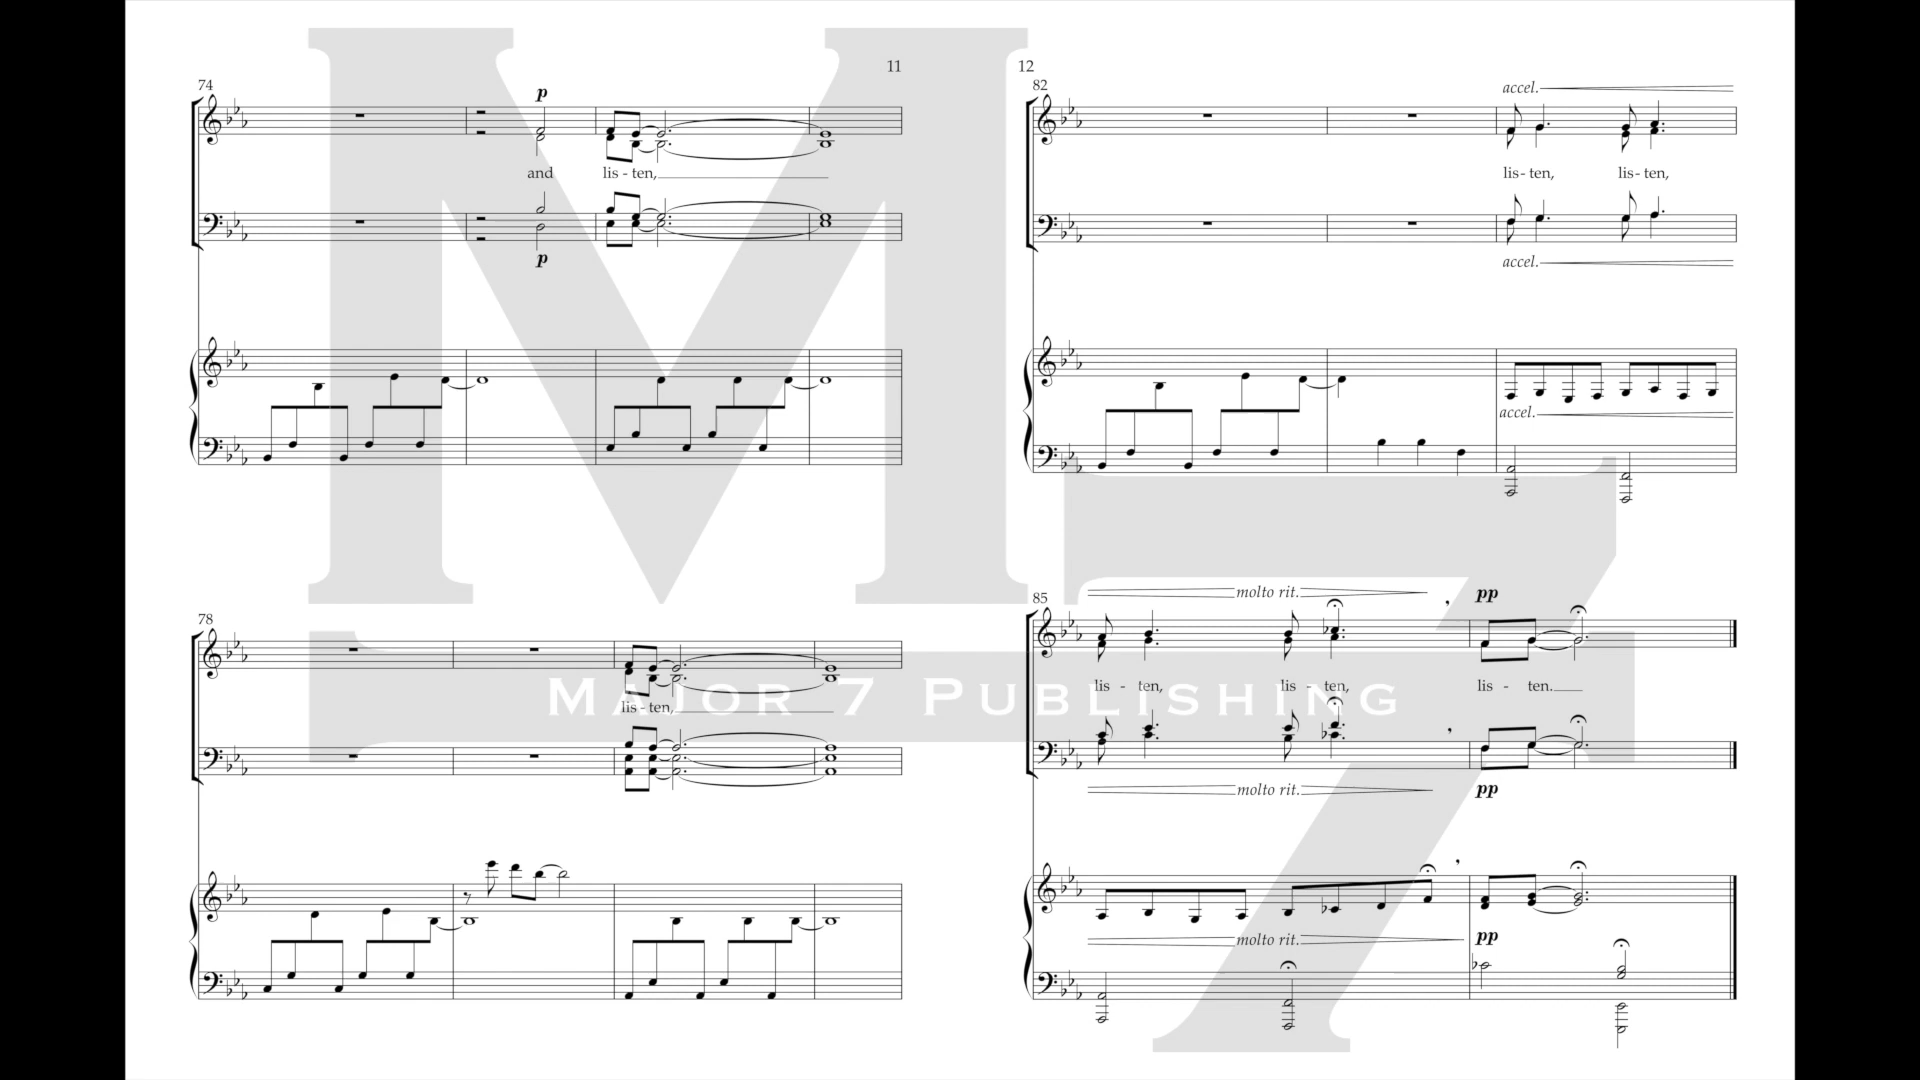 11
74
p
and lis - ten,
p
78
lis - ten,
12
82
accel.
lis- ten, lis- ten,
accel.
accel.
85
molto rit.
pp
lis - ten, lis - ten, lis - ten.
molto rit.
pp
molto rit.
pp
MAJOR 7 PUBLISHING
M7